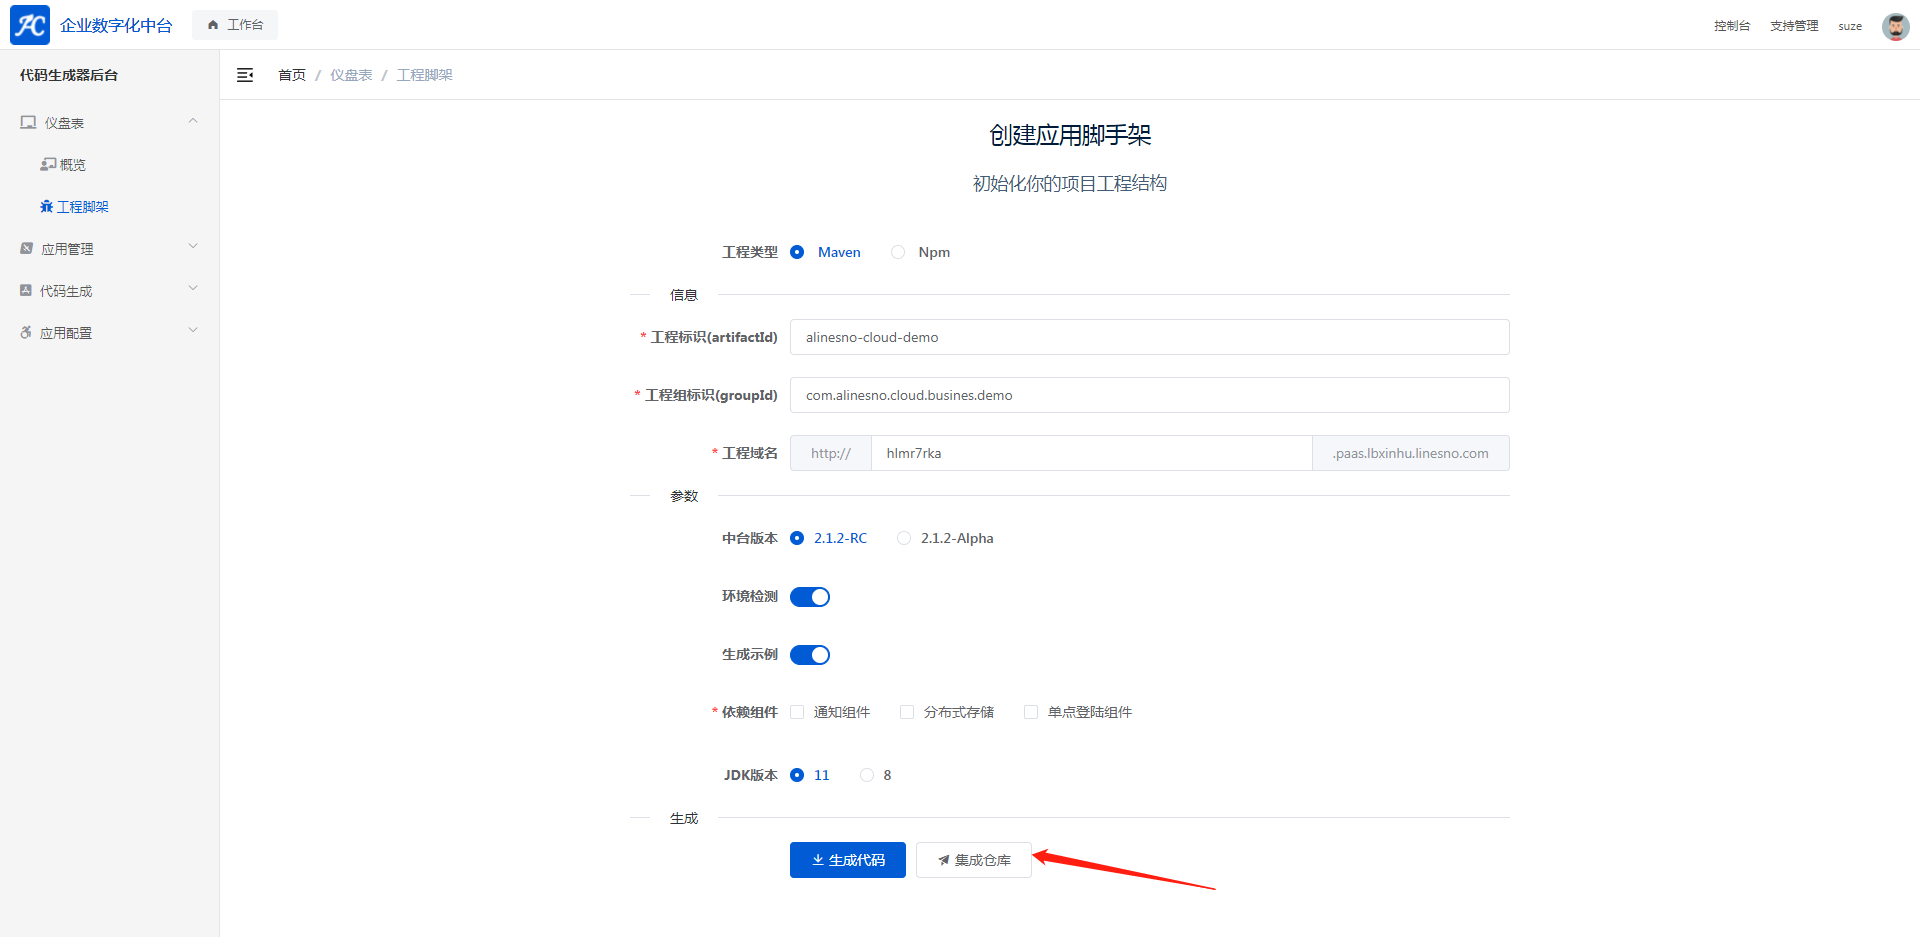 企业数字化中台
工作台
控制台
支持管理
suze
代码生成器后台
仪盘表
概览
工程脚架
应用管理
代码生成
应用配置
首页 / 仪盘表 / 工程脚架
创建应用脚手架
初始化你的项目工程结构
工程类型 Maven Npm
信息
* 工程标识(artifactId) alinesno-cloud-demo
* 工程组标识(groupId) com.alinesno.cloud.busines.demo
* 工程域名 http:// hlmr7rka .paas.lbxinhu.linesno.com
参数
中台版本 2.1.2-RC 2.1.2-Alpha
环境检测
生成示例
* 依赖组件 通知组件 分布式存储 单点登陆组件
JDK版本 11 8
生成
生成代码 集成仓库